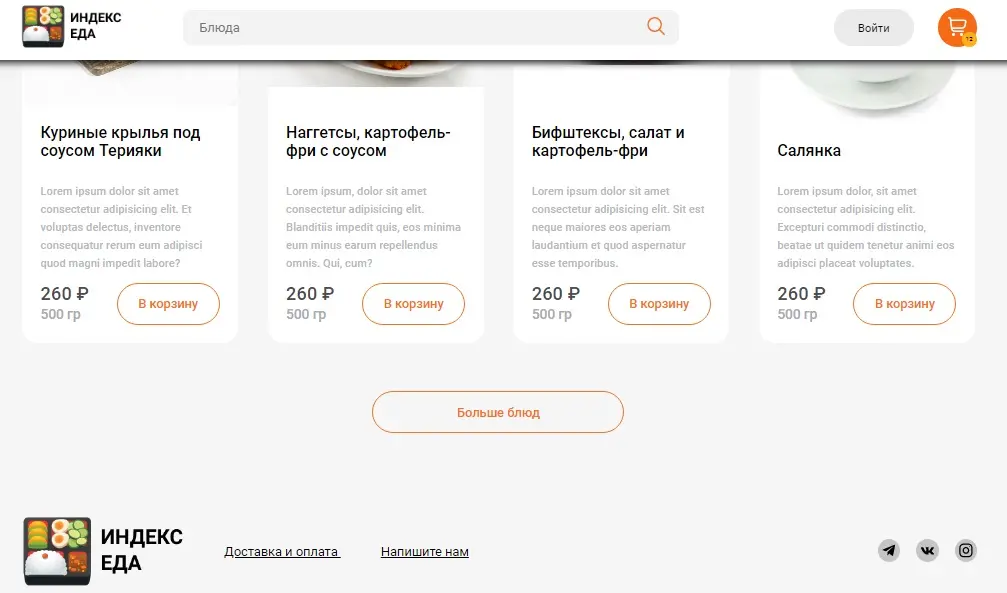 ИНДЕКС
ЕДА
Блюда
Войти
12
Куриные крылья под
соусом Терияки
Lorem ipsum dolor sit amet
consectetur adipisicing elit. Et
voluptas delectus, inventore
consequatur rerum eum adipisci
quod magni impedit labore?
260 ₽
500 гр
В корзину
Наггетсы, картофель-
фри с соусом
Lorem ipsum, dolor sit amet
consectetur adipisicing elit.
Blanditiis impedit quis, eos minima
eum minus earum repellendus
omnis. Qui, cum?
260 ₽
500 гр
В корзину
Бифштексы, салат и
картофель-фри
Lorem ipsum dolor sit amet
consectetur adipisicing elit. Sit est
neque maiores eos aperiam
laudantium et quod aspernatur
esse temporibus.
260 ₽
500 гр
В корзину
Салянка
Lorem ipsum dolor, sit amet
consectetur adipisicing elit.
Excepturi commodi distinctio,
beatae ut quidem tenetur animi eos
adipisci placeat voluptates.
260 ₽
500 гр
В корзину
Больше блюд
ИНДЕКС
ЕДА
Доставка и оплата
Напишите нам